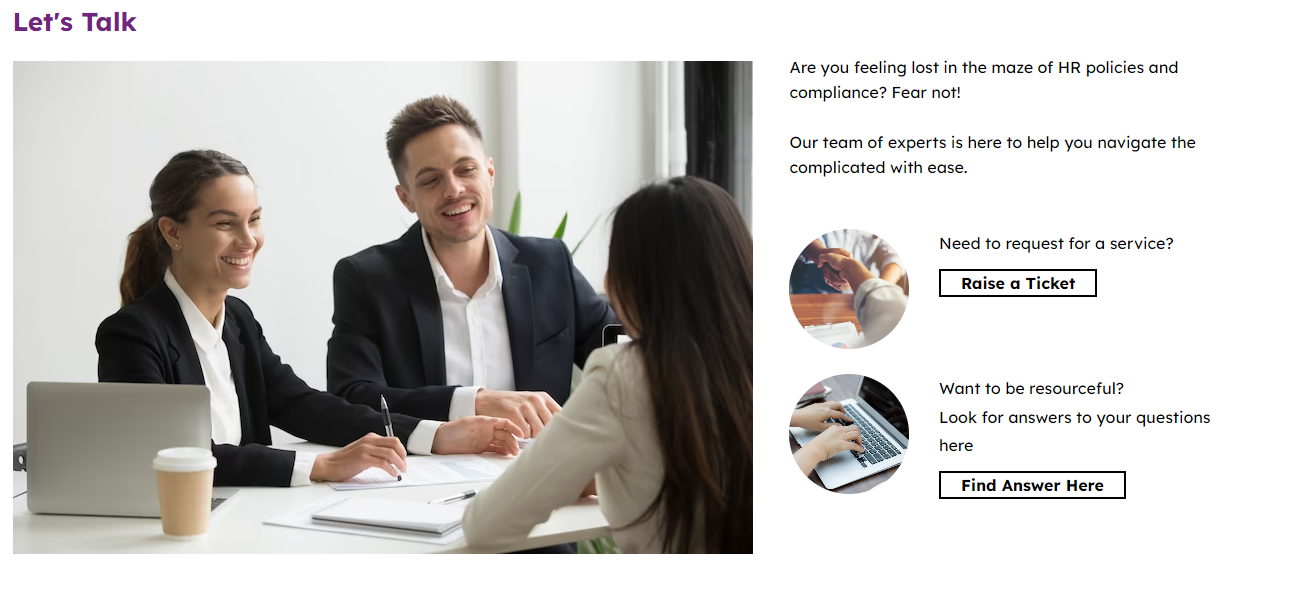 Let's Talk
Are you feeling lost in the maze of HR policies and
compliance? Fear not!
Our team of experts is here to help you navigate the
complicated with ease.
Need to request for a service?
Raise a Ticket
Want to be resourceful?
Look for answers to your questions
here
Find Answer Here